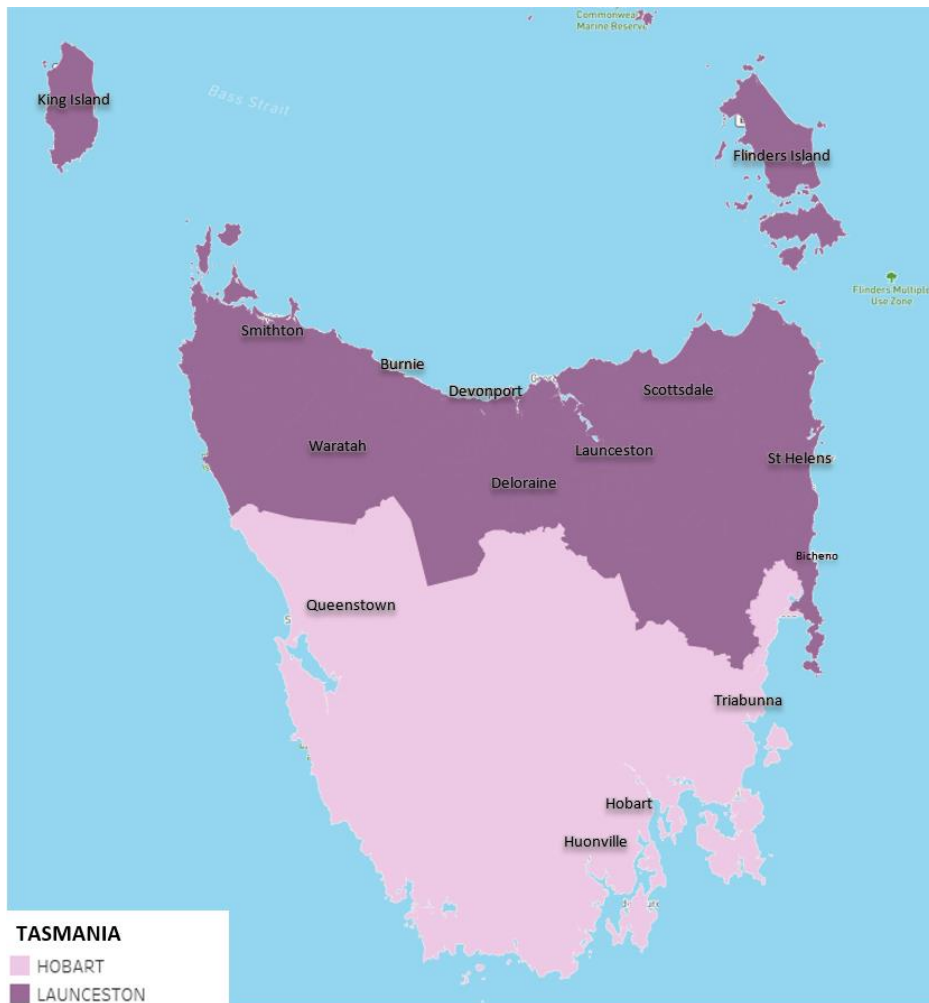 Commonwealth
Marine Reserve
King Island
Bass Strait
Flinders Island
Flinders Multiple
Use Zone
Smithton
Burnie
Devonport
Scottsdale
Waratah
Launceston
St Helens
Deloraine
Bicheno
Queenstown
Triabunna
Hobart
Huonville
TASMANIA
HOBART
LAUNCESTON